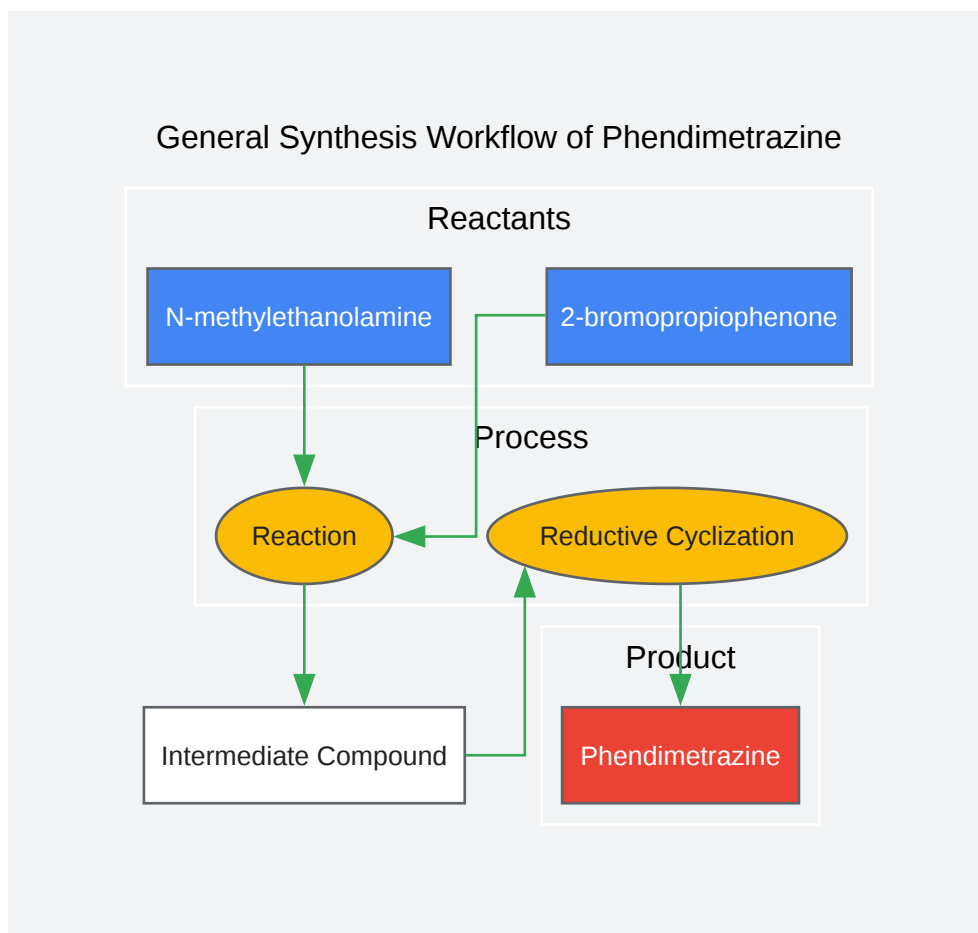 General Synthesis Workflow of Phendimetrazine
Reactants
N-methylethanolamine
2-bromopropiophenone
Process
Reaction
Reductive Cyclization
Product
Intermediate Compound
Phendimetrazine